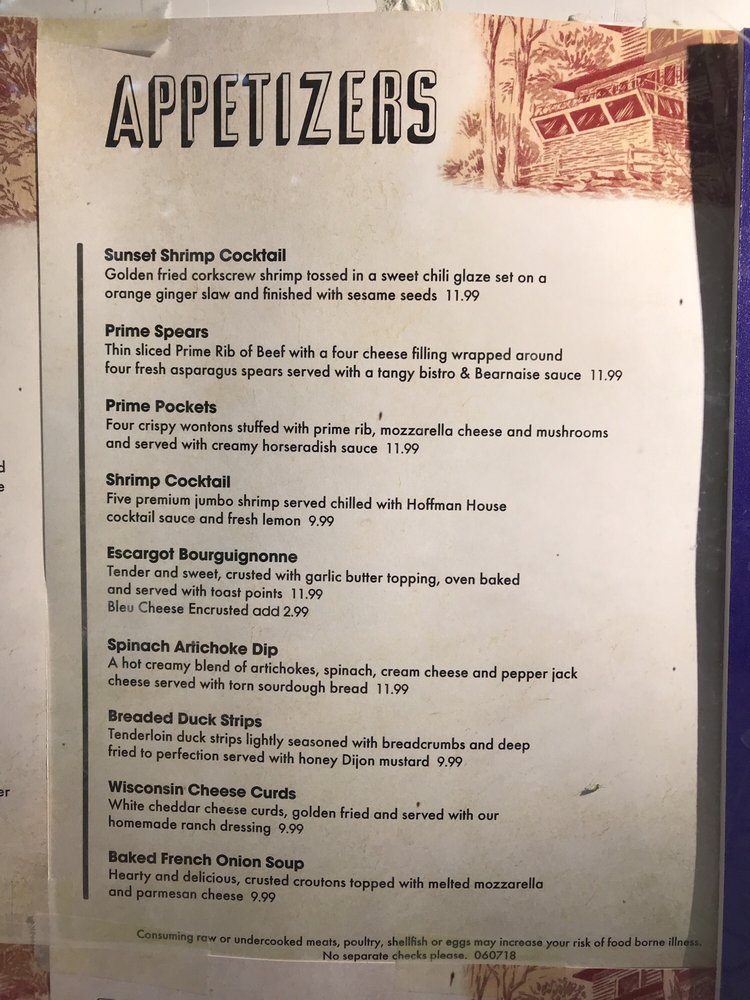 APPETIZERS
Sunset Shrimp Cocktail
Golden fried corkscrew shrimp tossed in a sweet chili glaze set on a
orange ginger slaw and finished with sesame seeds 11.99
Prime Spears
Thin sliced Prime Rib of Beef with a four cheese filling wrapped around
four fresh asparagus spears served with a tangy bistro & Bearnaise sauce 11.99
Prime Pockets
Four crispy wontons stuffed with prime rib, mozzarella cheese and mushrooms
and served with creamy horseradish sauce 11.99
Shrimp Cocktail
Five premium jumbo shrimp served chilled with Hoffman House
cocktail sauce and fresh lemon 9.99
Escargot Bourguignonne
Tender and sweet, crusted with garlic butter topping, oven baked
and served with toast points 11.99
Bleu Cheese Encrusted add 2.99
Spinach Artichoke Dip
A hot creamy blend of artichokes, spinach, cream cheese and pepper jack
cheese served with torn sourdough bread 11.99
Breaded Duck Strips
Tenderloin duck strips lightly seasoned with breadcrumbs and deep
fried to perfection served with honey Dijon mustard 9.99
Wisconsin Cheese Curds
White cheddar cheese curds, golden fried and served with our
homemade ranch dressing 9.99
Baked French Onion Soup
Hearty and delicious, crusted croutons topped with melted mozzarella
and parmesan cheese 9.99
Consuming raw or undercooked meats, poultry, shellfish or eggs may increase your risk of food borne illness.
No separate checks please. 060718